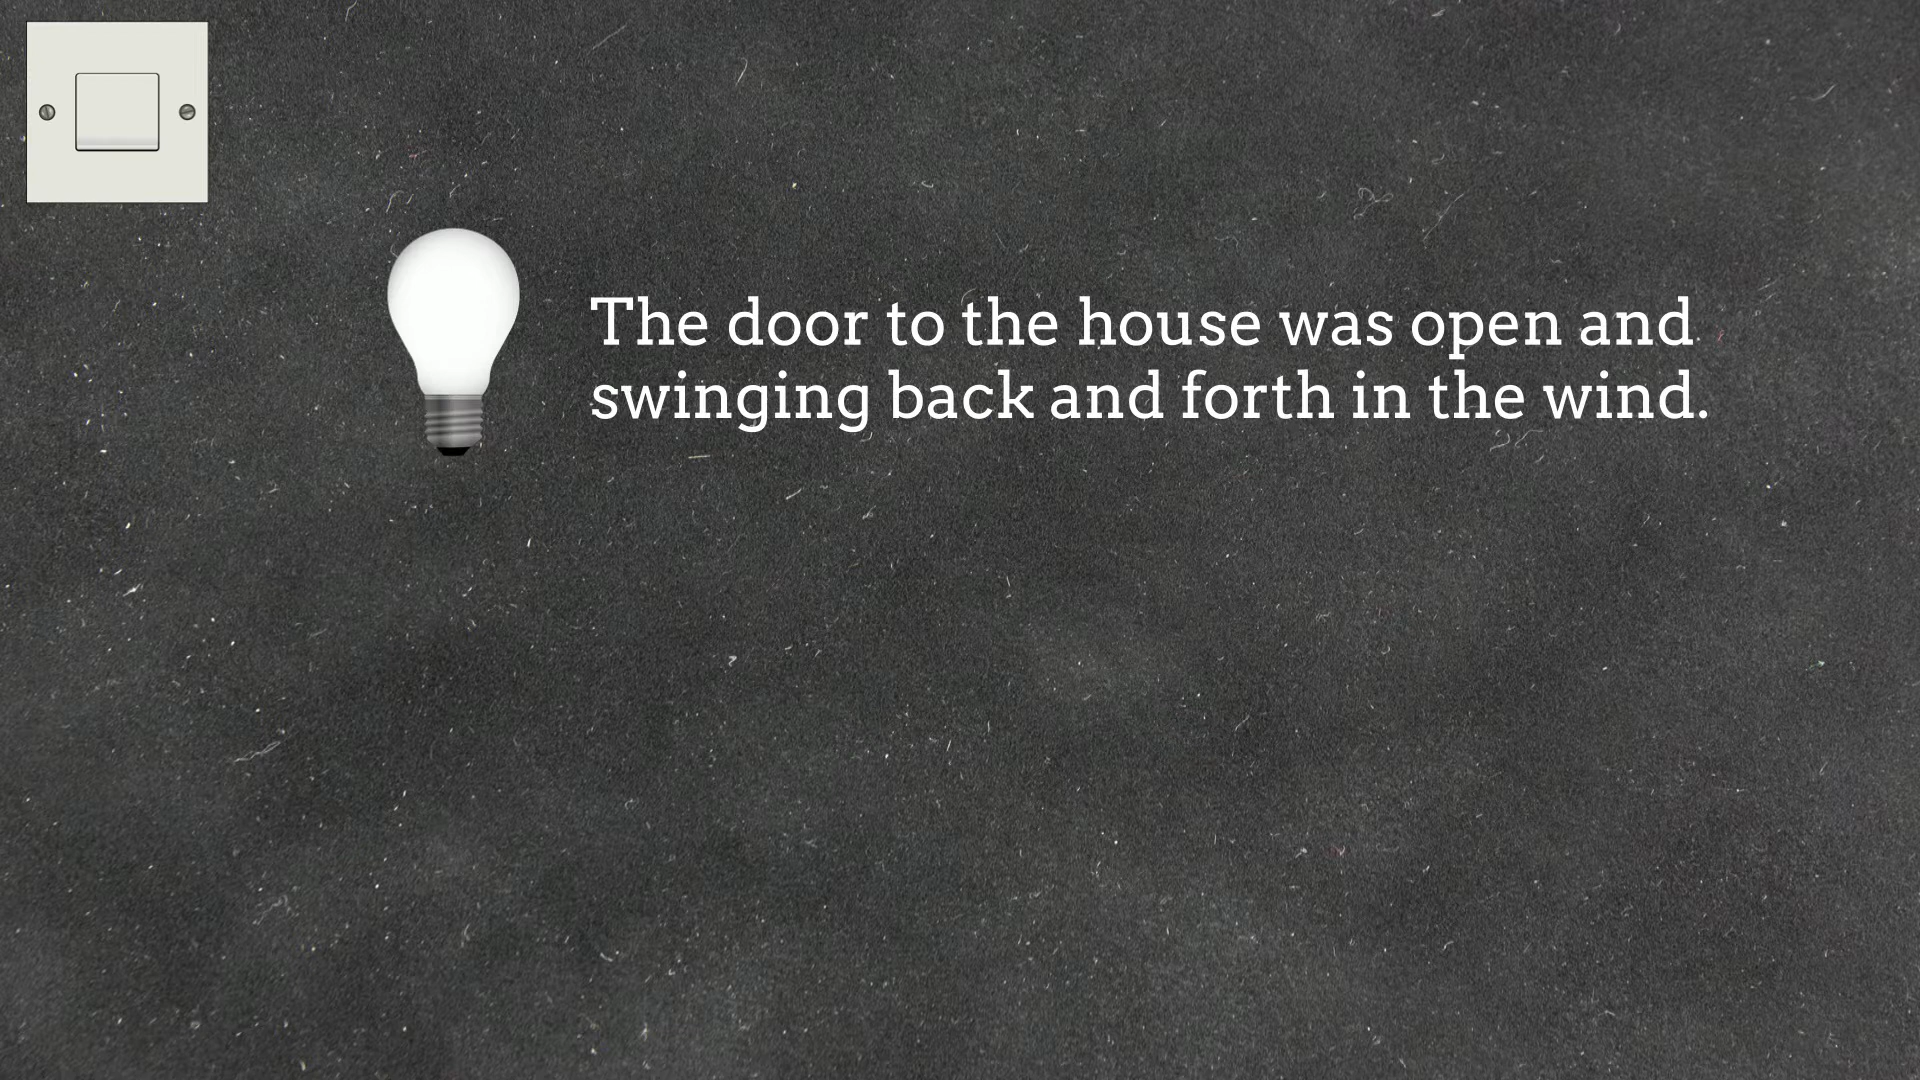 The door to the house was open and
swinging back and forth in the wind.